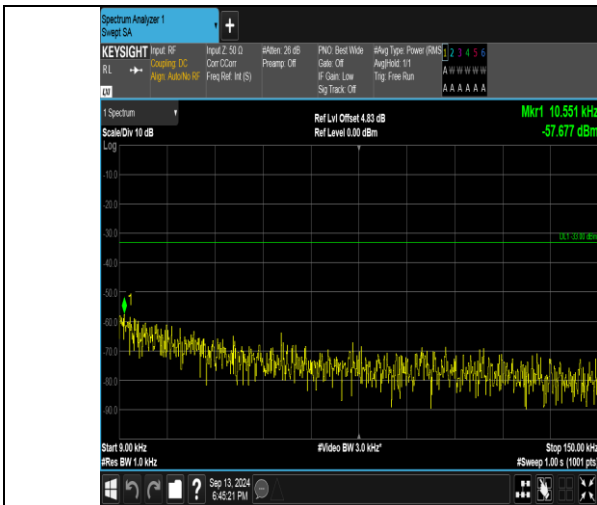 Spectrum Analyzer 1
Swept SA
+
KEYSIGHT Input: RF Input Z: 50 Ω #Atten: 26 dB PNO: Best Wide #Avg Type: Power (RMS 1 2 3 4 5 6
RL Coupling: DC Corr CCorr Preamp: Off Gate: Off Avg|Hold: 1/1 A W W W W W
Align: Auto/No RF Freq Ref: Int (S) IF Gain: Low Trig: Free Run
Sig Track: Off A A A A A A
LXI
1 Spectrum Ref Lvl Offset 4.83 dB Mkr1 10.551 kHz
Scale/Div 10 dB Ref Level 0.00 dBm -57.677 dBm
Log
-10.0
-20.0
-30.0
DL1 -33.00 dBm
-40.0
-50.0
1
-60.0
-70.0
-80.0
-90.0
Start 9.00 kHz #Video BW 3.0 kHz* Stop 150.00 kHz
#Res BW 1.0 kHz #Sweep 1.00 s (1001 pts)
? Sep 13, 2024
6:45:21 PM